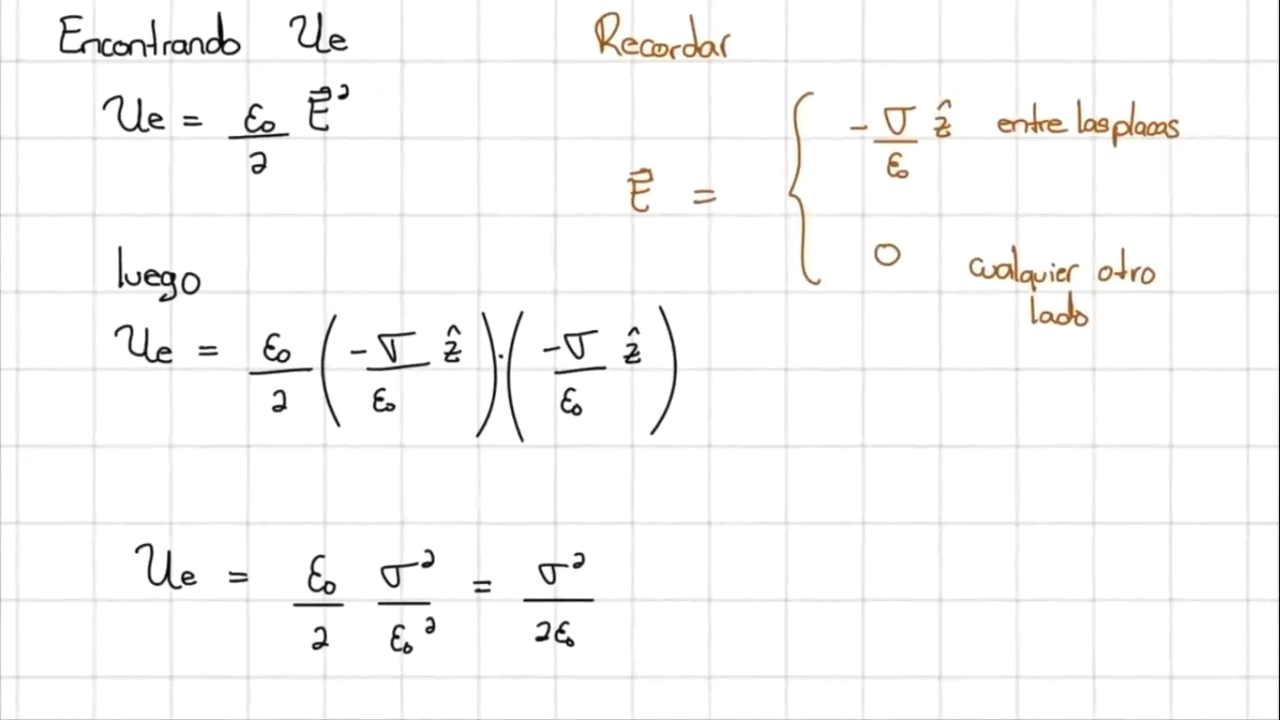 Encontrando Ue
Ue = ε₀/2 E⃗²
Recordar
E⃗ = { -σ/ε₀ ẑ entre las placas
0 cualquier otro
lado
luego
Ue = ε₀/2 (-σ/ε₀ ẑ)·(-σ/ε₀ ẑ)
Ue = ε₀/2 σ²/ε₀² = σ²/2ε₀